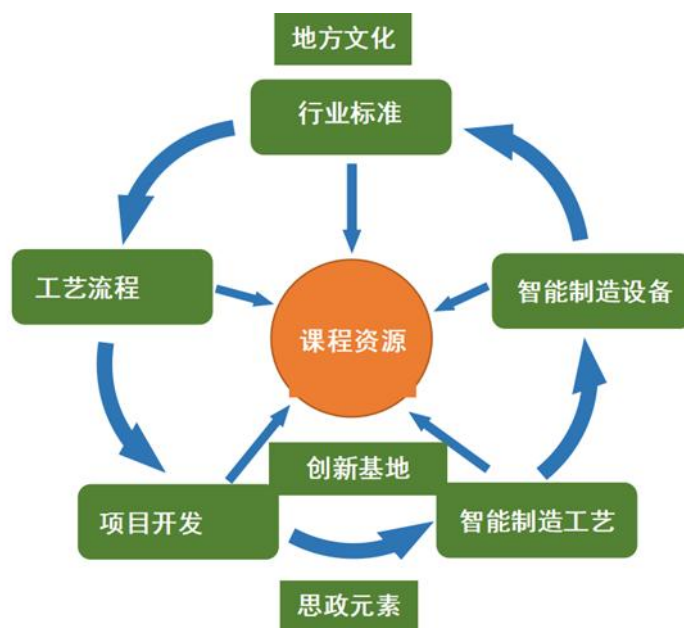 地方文化
行业标准
工艺流程
智能制造设备
课程资源
创新基地
项目开发
智能制造工艺
思政元素